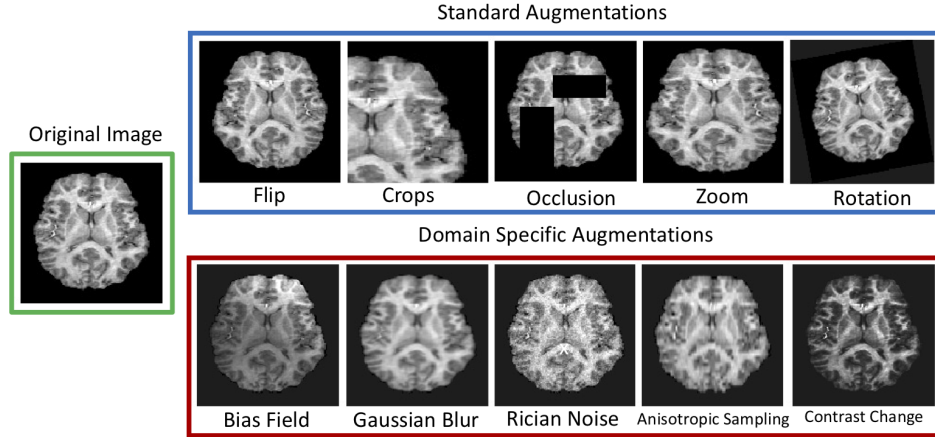 Standard Augmentations
Original Image
Flip
Crops
Occlusion
Zoom
Rotation
Domain Specific Augmentations
Bias Field
Gaussian Blur
Rician Noise
Anisotropic Sampling
Contrast Change